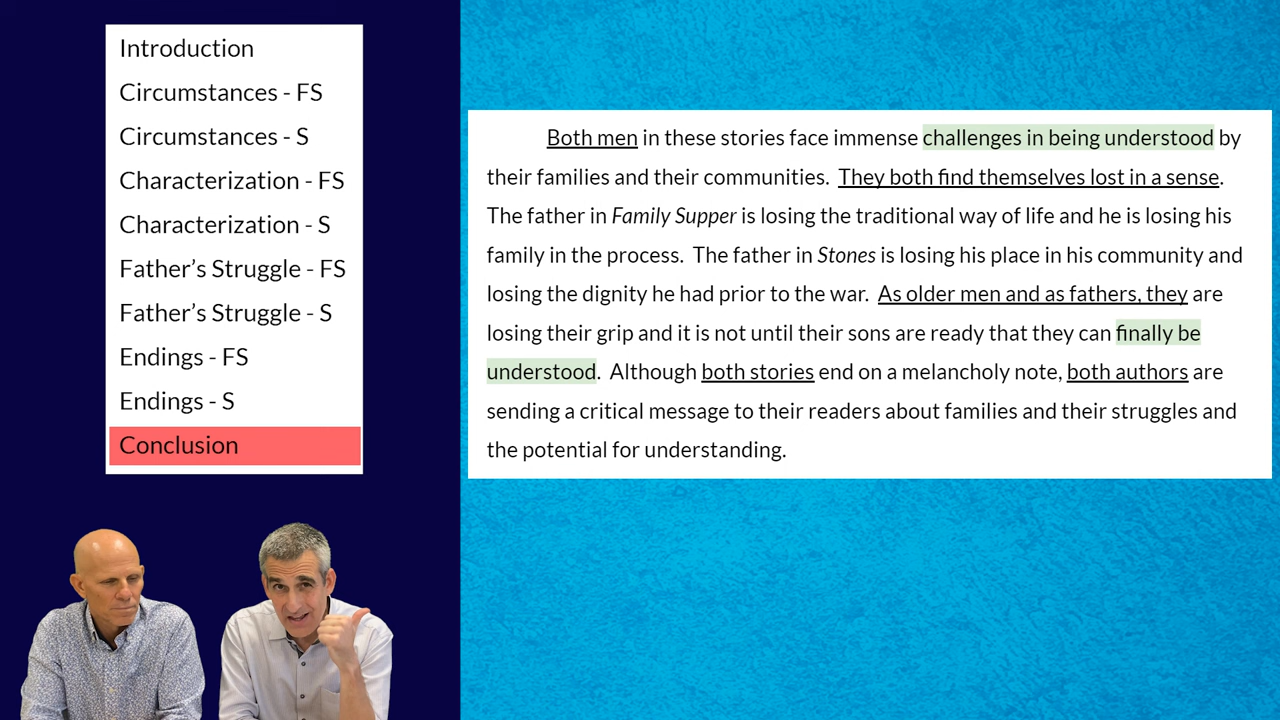 Introduction
Circumstances - FS
Circumstances - S
Characterization - FS
Characterization - S
Father’s Struggle - FS
Father’s Struggle - S
Endings - FS
Endings - S
Conclusion
Both men in these stories face immense challenges in being understood by
their families and their communities. They both find themselves lost in a sense.
The father in Family Supper is losing the traditional way of life and he is losing his
family in the process. The father in Stones is losing his place in his community and
losing the dignity he had prior to the war. As older men and as fathers, they are
losing their grip and it is not until their sons are ready that they can finally be
understood. Although both stories end on a melancholy note, both authors are
sending a critical message to their readers about families and their struggles and
the potential for understanding.